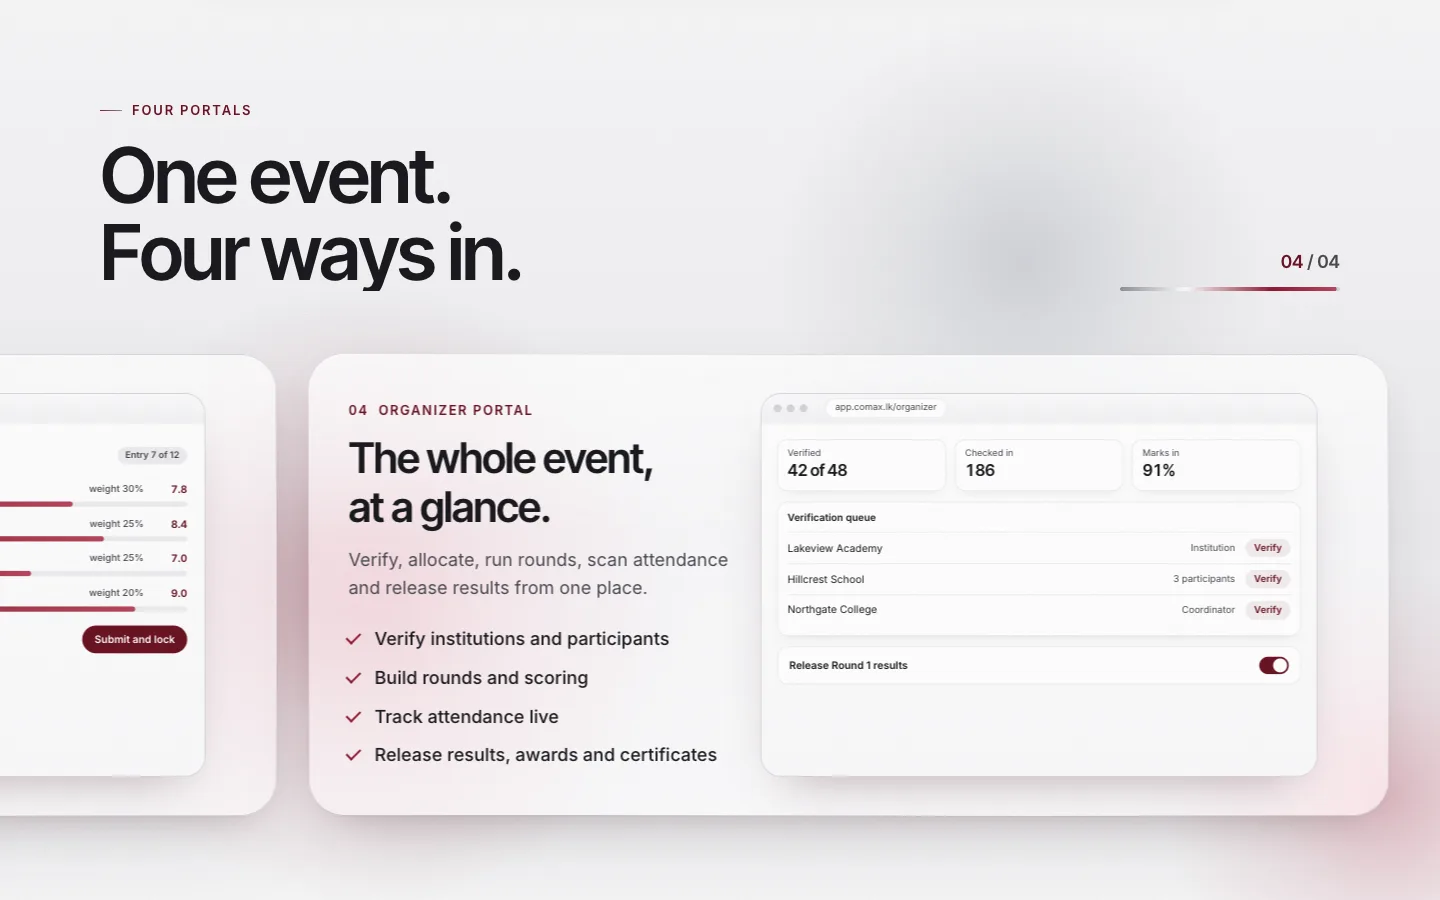 FOUR PORTALS
One event.
Four ways in.
04 / 04
Entry 7 of 12
weight 30% 7.8
weight 25% 8.4
weight 25% 7.0
weight 20% 9.0
Submit and lock
04 ORGANIZER PORTAL
The whole event,
at a glance.
Verify, allocate, run rounds, scan attendance
and release results from one place.
Verify institutions and participants
Build rounds and scoring
Track attendance live
Release results, awards and certificates
app.comax.lk/organizer
Verified
42 of 48
Checked in
186
Marks in
91%
Verification queue
Lakeview Academy Institution Verify
Hillcrest School 3 participants Verify
Northgate College Coordinator Verify
Release Round 1 results